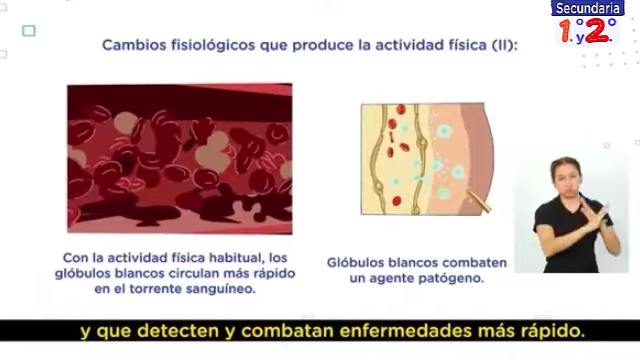 Secundaria
1.° y 2.°
Cambios fisiológicos que produce la actividad física (II):
Con la actividad física habitual, los
glóbulos blancos circulan más rápido
en el torrente sanguíneo.
Glóbulos blancos combaten
un agente patógeno.
y que detecten y combatan enfermedades más rápido.